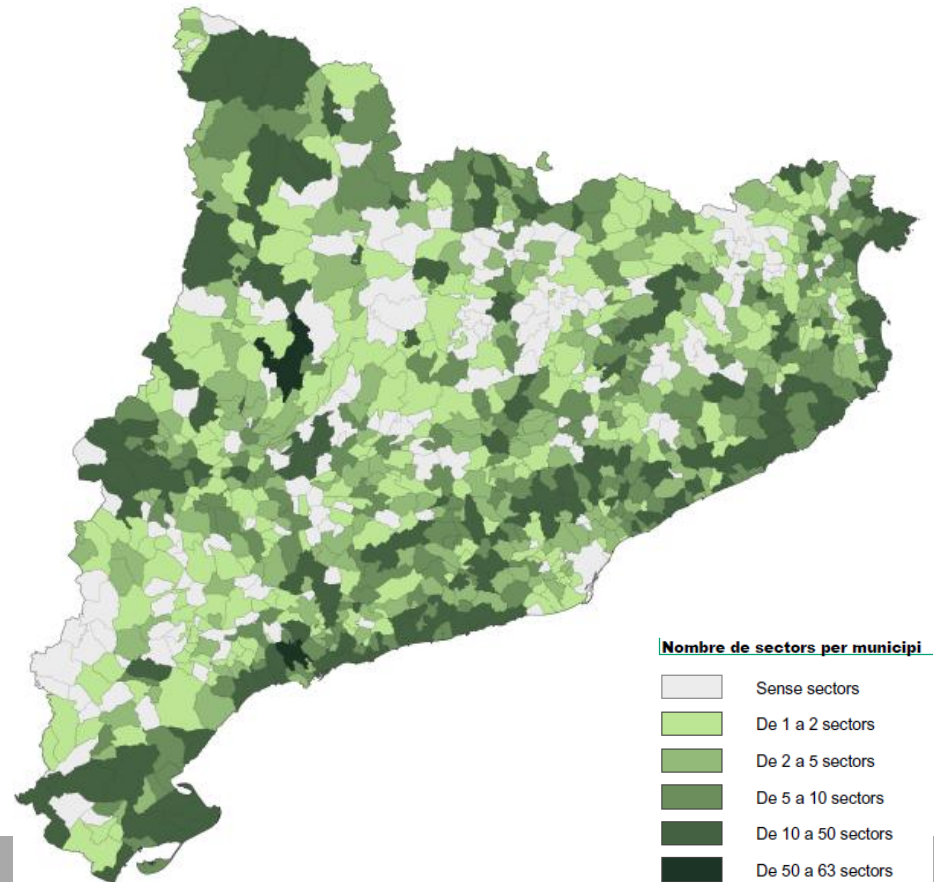 Nombre de sectors per municipi
Sense sectors
De 1 a 2 sectors
De 2 a 5 sectors
De 5 a 10 sectors
De 10 a 50 sectors
De 50 a 63 sectors